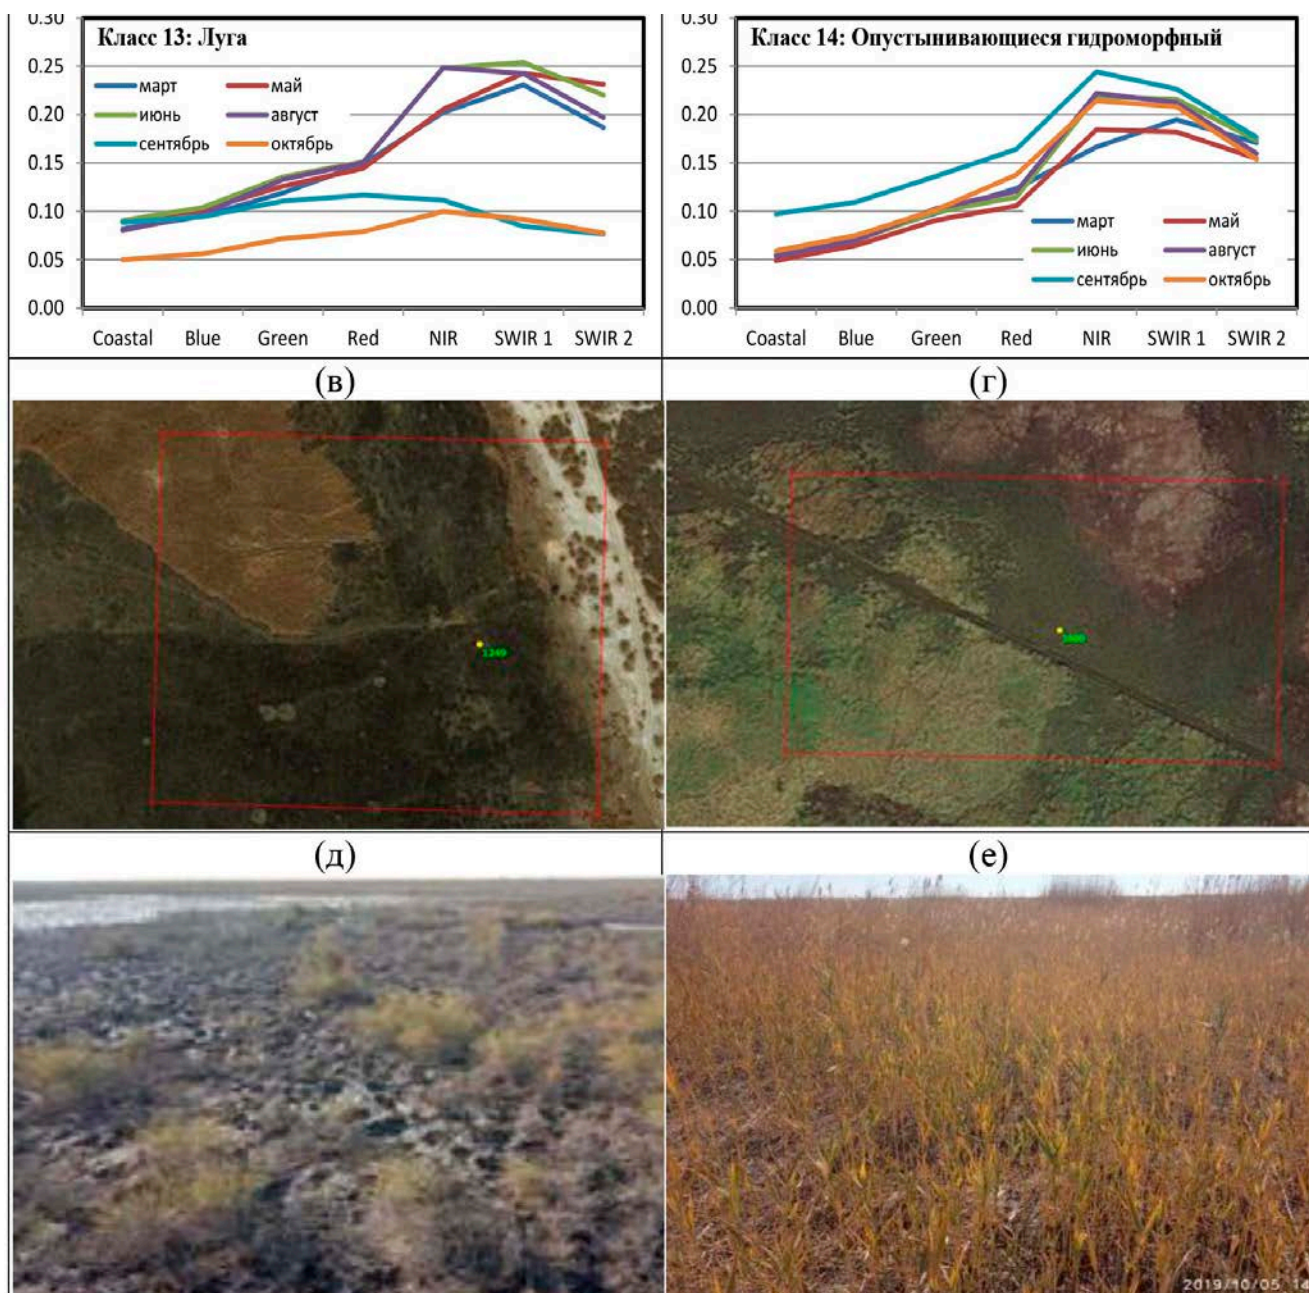 0.30
Класс 13: Луга
0.25
март
май
0.20
июнь
август
сентябрь
октябрь
0.15
0.10
0.05
0.00
Coastal Blue Green Red NIR SWIR 1 SWIR 2
0.30
Класс 14: Опустынивающиеся гидроморфный
0.25
0.20
0.15
0.10
март
май
июнь
август
0.05
сентябрь
октябрь
0.00
Coastal Blue Green Red NIR SWIR 1 SWIR 2
(в)
(г)
1249
(д)
(е)
2019/10/05 14